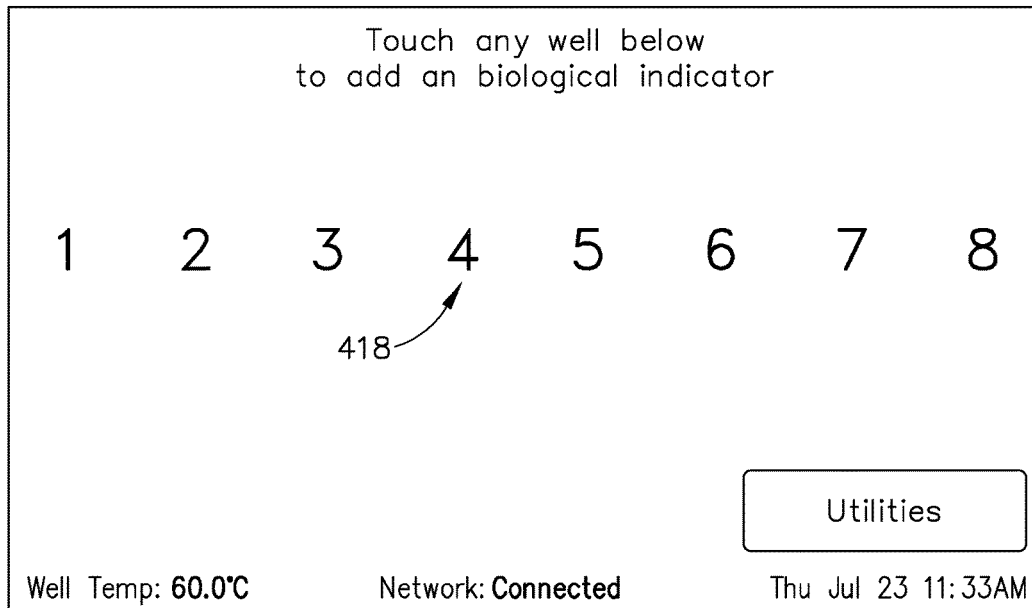 Touch any well below
to add an biological indicator
1 2 3 4 5 6 7 8
418
Utilities
Well Temp: 60.0°C Network: Connected Thu Jul 23 11:33AM